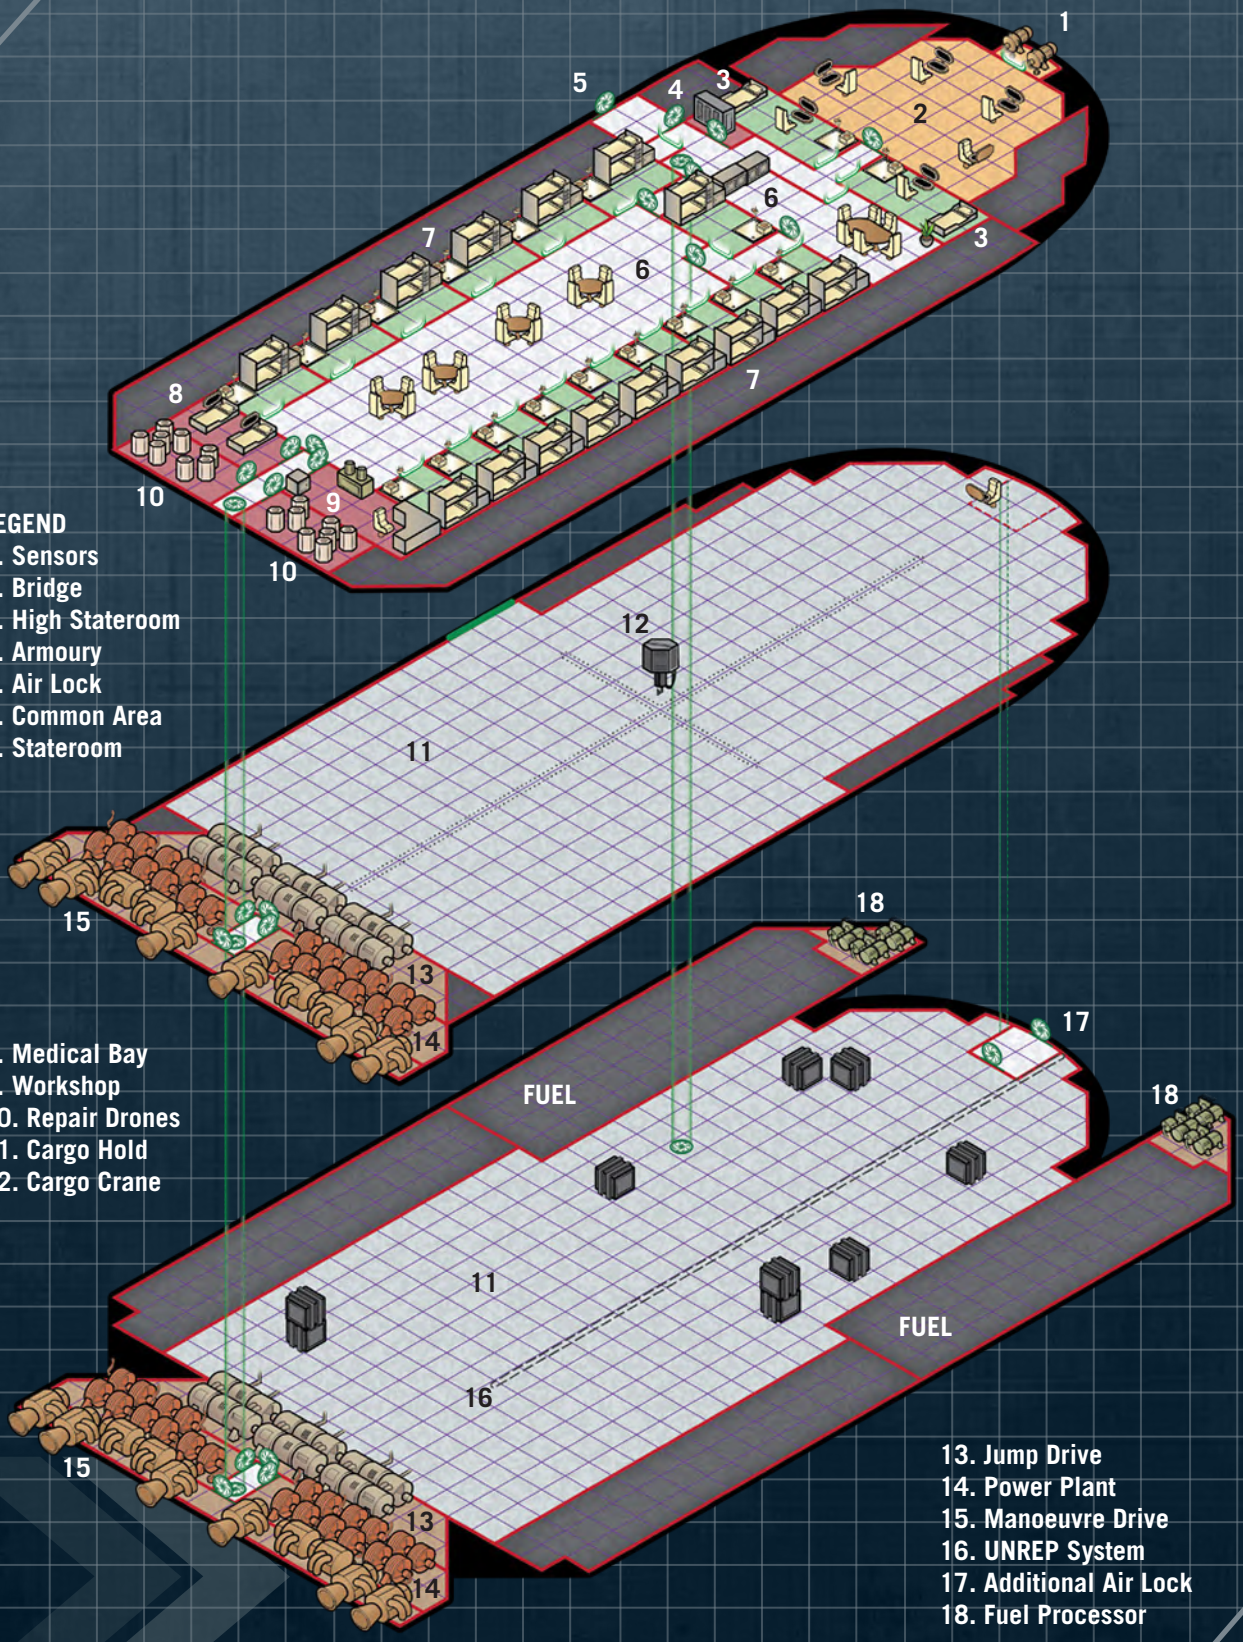 1
2
3
4
5
3
6
7
6
8
7
9
10
10
EGEND
. Sensors
. Bridge
. High Stateroom
. Armoury
. Air Lock
. Common Area
. Stateroom
12
11
15
13
14
18
17
FUEL
18
. Medical Bay
. Workshop
0. Repair Drones
1. Cargo Hold
2. Cargo Crane
11
FUEL
16
15
13
14
13. Jump Drive
14. Power Plant
15. Manoeuvre Drive
16. UNREP System
17. Additional Air Lock
18. Fuel Processor